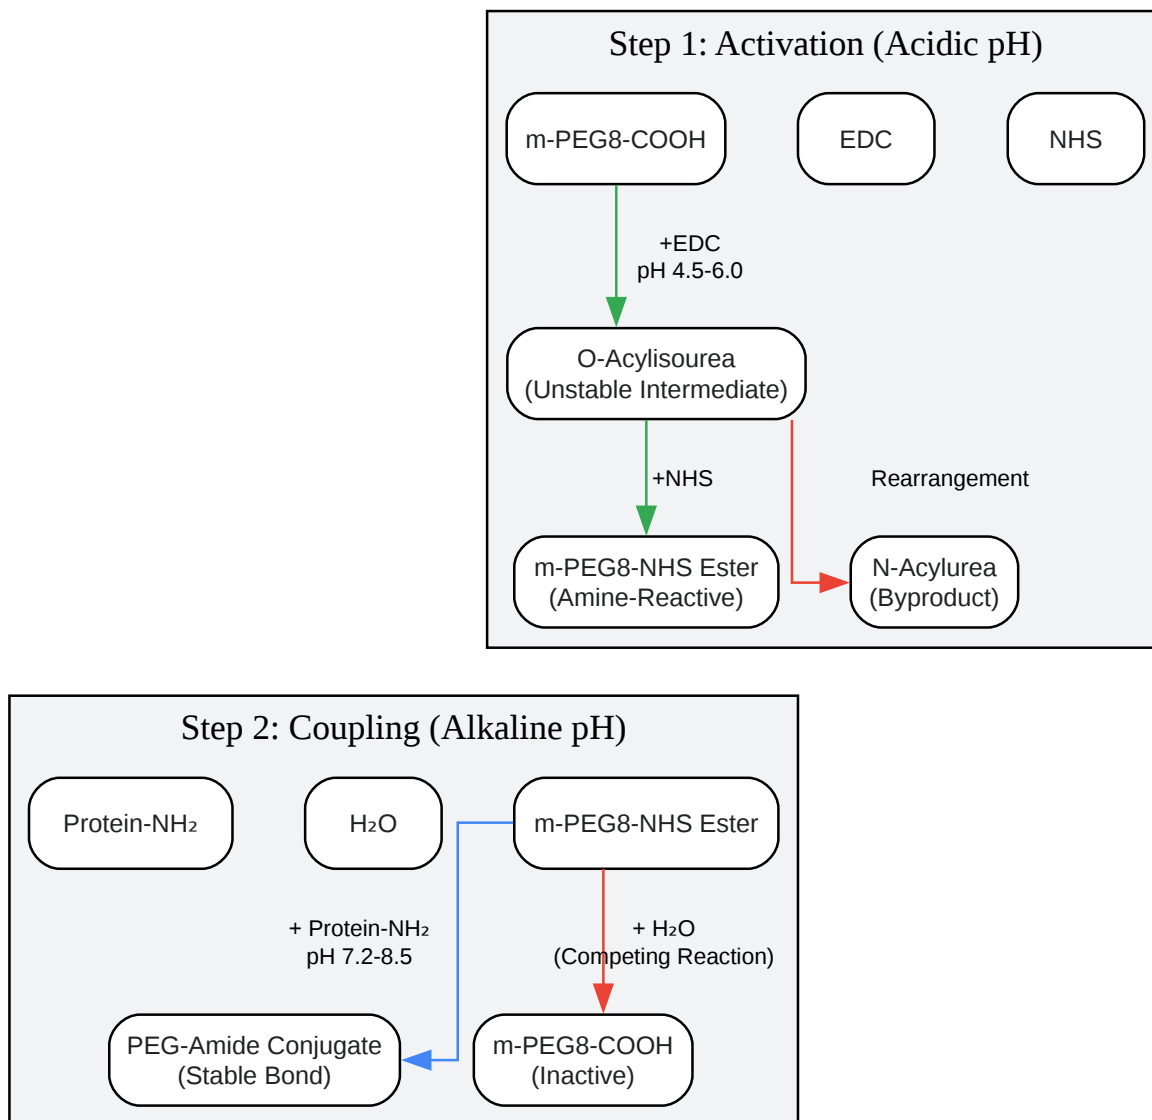 Step 1: Activation (Acidic pH)
m-PEG8-COOH
EDC
NHS
+EDC
pH 4.5-6.0
O-Acylisourea
(Unstable Intermediate)
+NHS
Rearrangement
m-PEG8-NHS Ester
(Amine-Reactive)
N-Acylurea
(Byproduct)
Step 2: Coupling (Alkaline pH)
Protein-NH₂
H₂O
m-PEG8-NHS Ester
+ Protein-NH₂
pH 7.2-8.5
+ H₂O
(Competing Reaction)
PEG-Amide Conjugate
(Stable Bond)
m-PEG8-COOH
(Inactive)